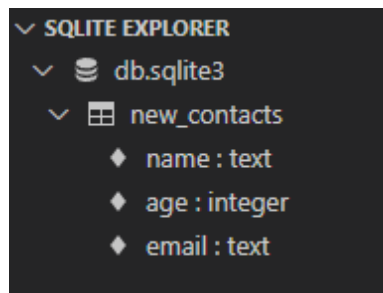 SQLITE EXPLORER
db.sqlite3
new_contacts
name : text
age : integer
email : text